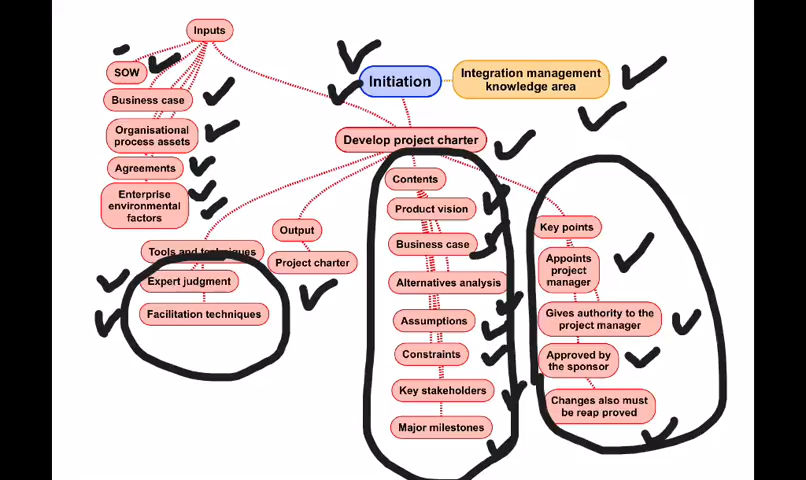 Inputs
SOW
Business case
Organisational
process assets
Agreements
Enterprise
environmental
factors
Initiation
Integration management
knowledge area
Develop project charter
Tools and techniques
Expert judgment
Facilitation techniques
Output
Project charter
Contents
Product vision
Business case
Alternatives analysis
Assumptions
Constraints
Key stakeholders
Major milestones
Key points
Appoints
project
manager
Gives authority to the
project manager
Approved by
the sponsor
Changes also must
be reap proved